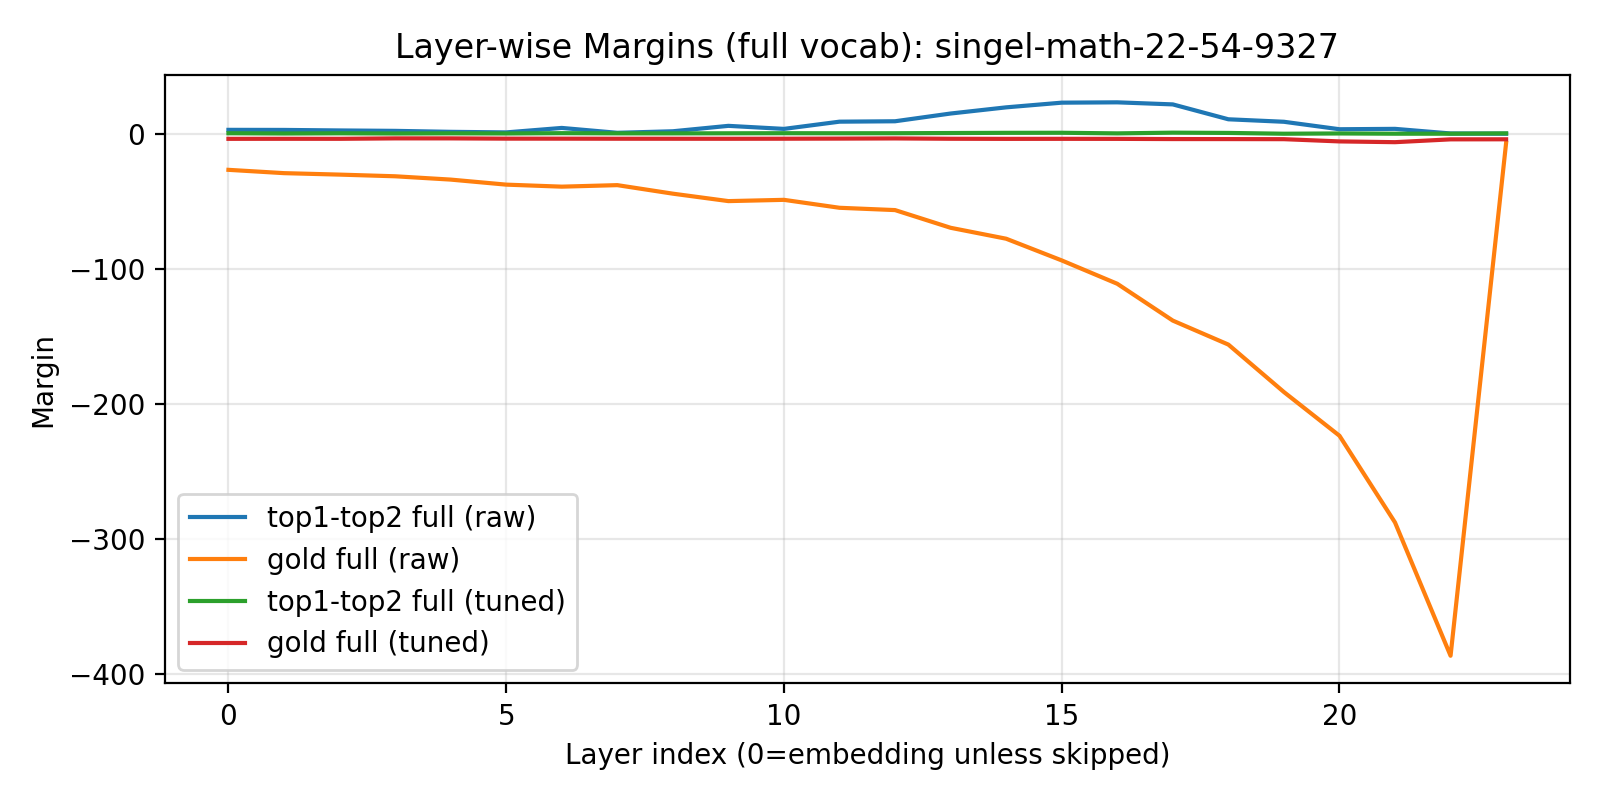 Layer-wise Margins (full vocab): singel-math-22-54-9327
Margin
0
−100
−200
−300
−400
top1-top2 full (raw)
gold full (raw)
top1-top2 full (tuned)
gold full (tuned)
0 5 10 15 20
Layer index (0=embedding unless skipped)